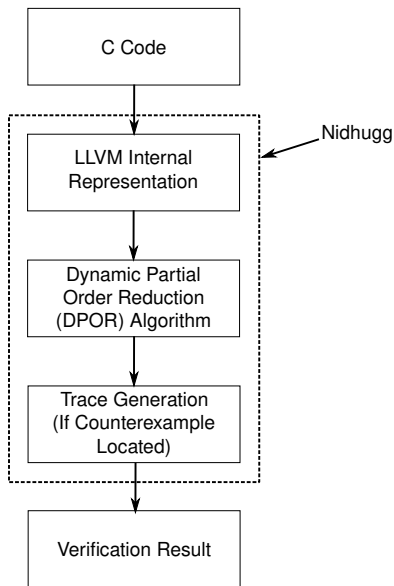 C Code
Nidhugg
LLVM Internal
Representation
Dynamic Partial
Order Reduction
(DPOR) Algorithm
Trace Generation
(If Counterexample
Located)
Verification Result